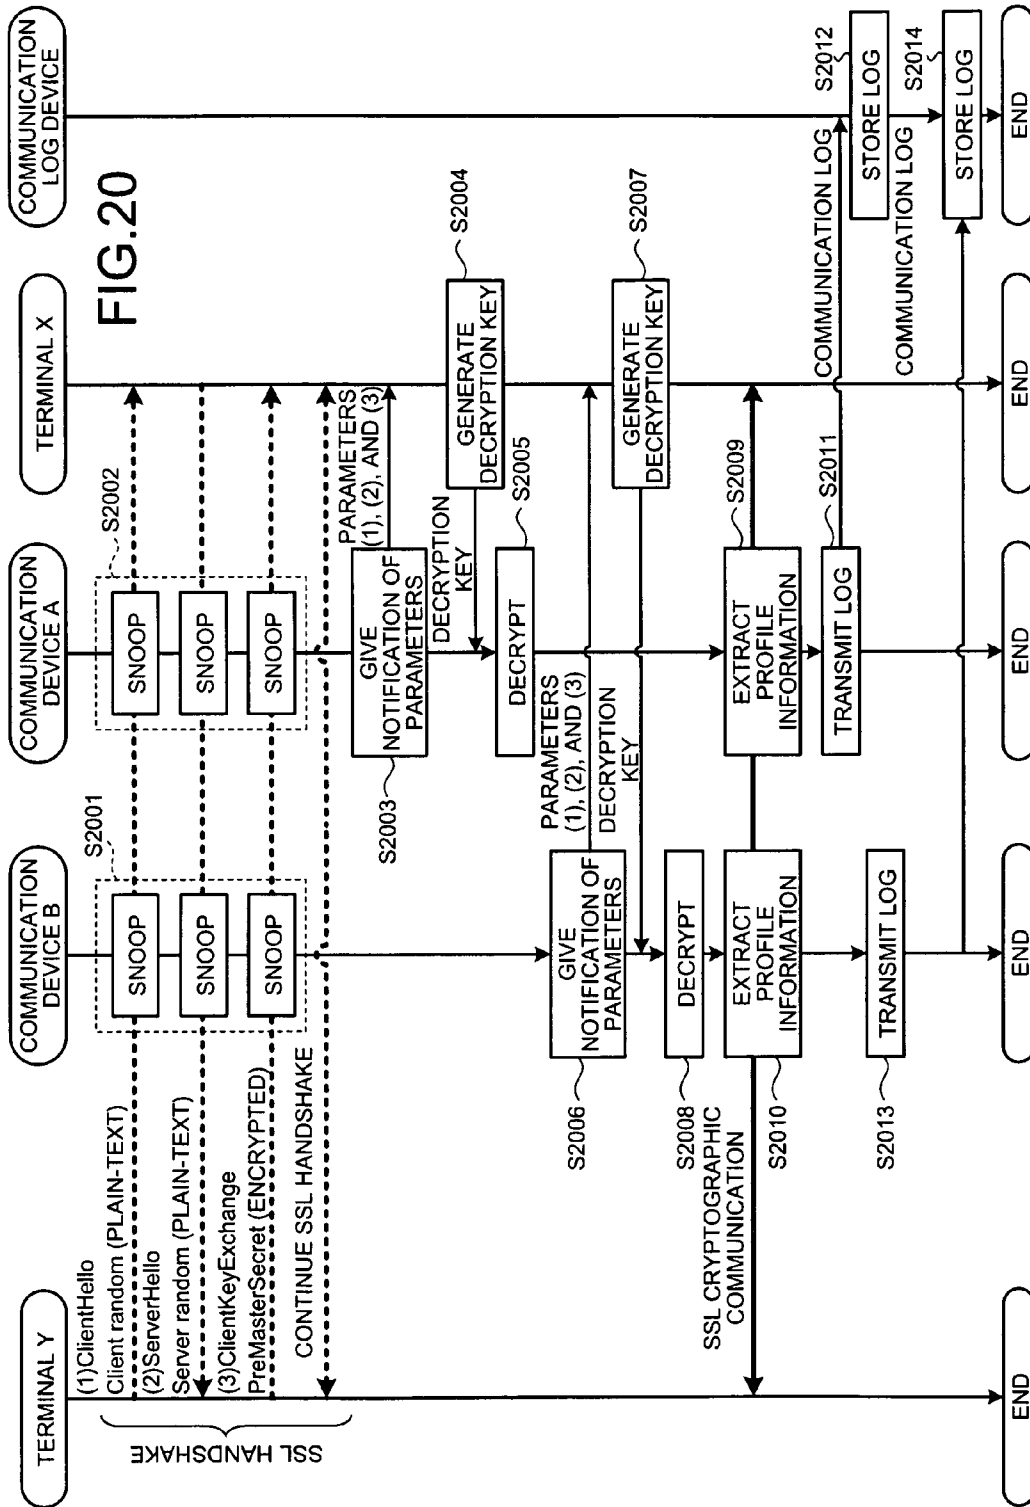 FIG.20
TERMINAL Y
COMMUNICATION
DEVICE B
COMMUNICATION
DEVICE A
TERMINAL X
COMMUNICATION
LOG DEVICE
SSL HANDSHAKE
(1)ClientHello
Client random (PLAIN-TEXT)
(2)ServerHello
Server random (PLAIN-TEXT)
(3)ClientKeyExchange
PreMasterSecret (ENCRYPTED)
CONTINUE SSL HANDSHAKE
S2001
SNOOP
SNOOP
SNOOP
S2002
SNOOP
SNOOP
SNOOP
GIVE
NOTIFICATION OF
PARAMETERS
S2003
PARAMETERS
(1), (2), AND (3)
GENERATE
DECRYPTION KEY
S2004
DECRYPTION
KEY
DECRYPT
S2005
GIVE
NOTIFICATION OF
PARAMETERS
S2006
PARAMETERS
(1), (2), AND (3)
GENERATE
DECRYPTION KEY
S2007
DECRYPTION
KEY
DECRYPT
S2008
SSL CRYPTOGRAPHIC
COMMUNICATION
EXTRACT
PROFILE
INFORMATION
S2010
EXTRACT
PROFILE
INFORMATION
S2009
TRANSMIT LOG
S2011
COMMUNICATION LOG
STORE LOG
S2012
TRANSMIT LOG
S2013
COMMUNICATION LOG
STORE LOG
S2014
END
END
END
END
END